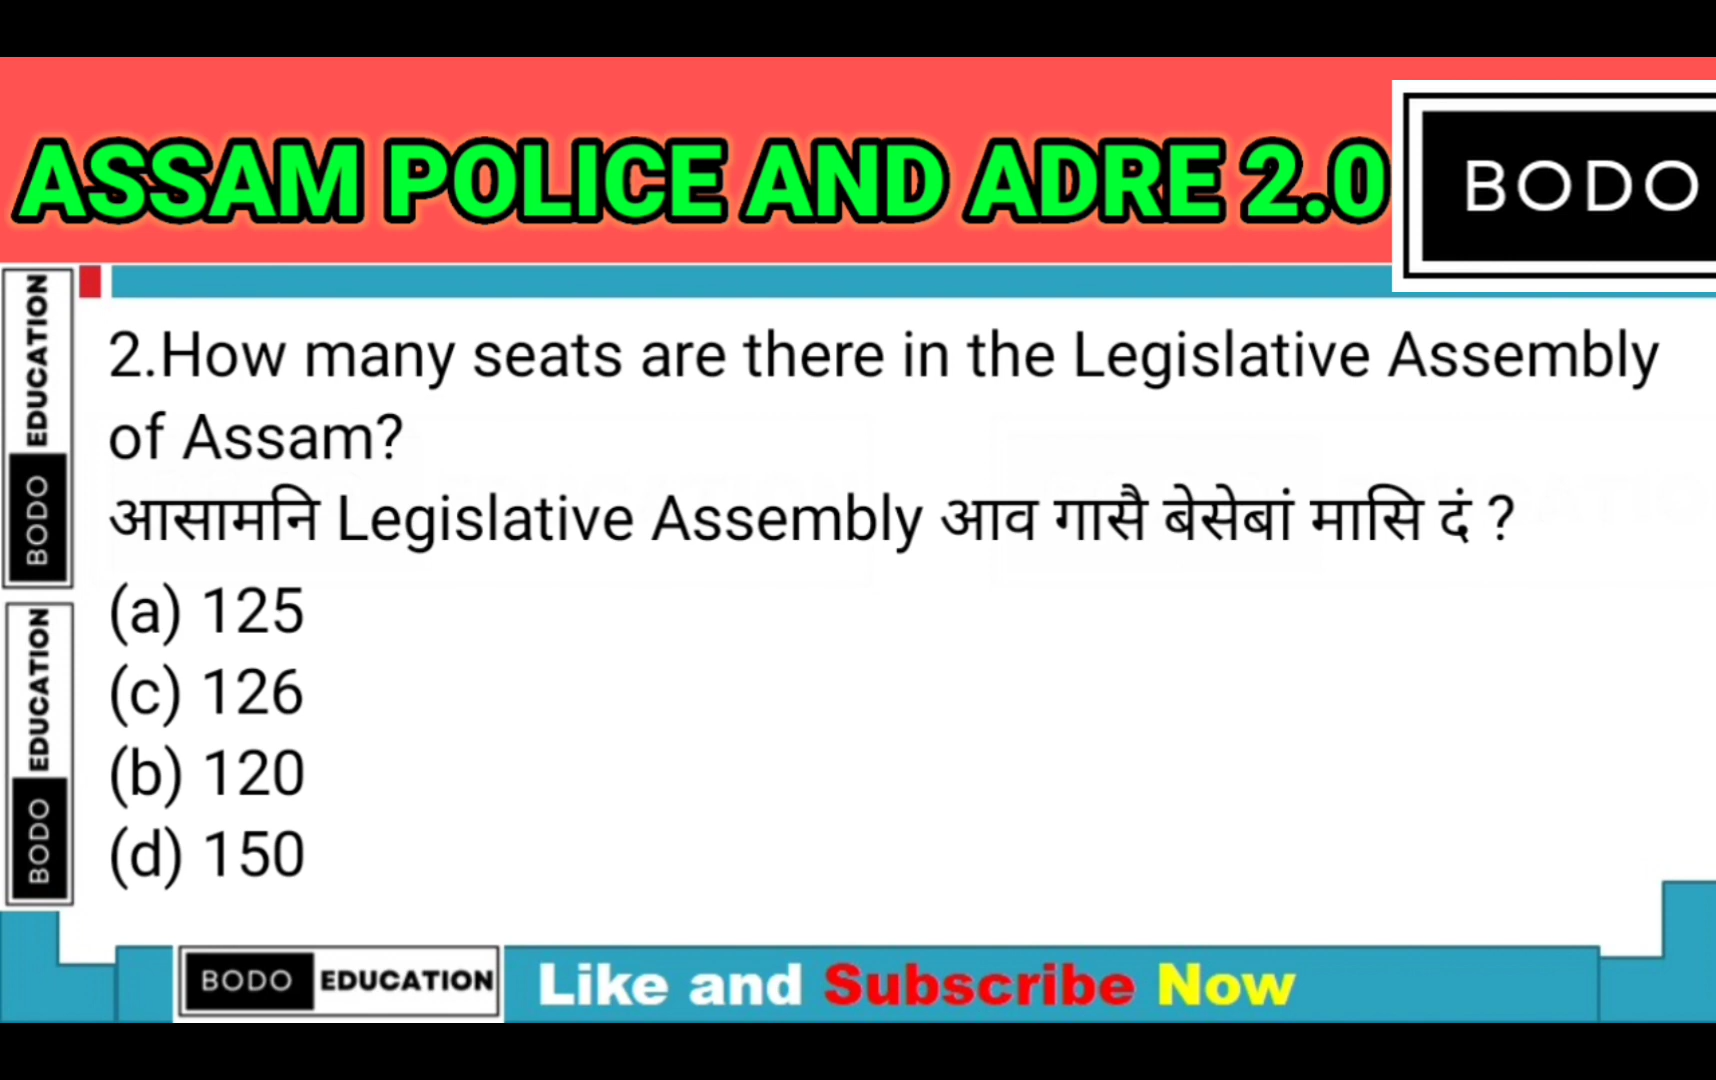 ASSAM POLICE AND ADRE 2.0
BODO
EDUCATION
BODO
EDUCATION
BODO
2.How many seats are there in the Legislative Assembly
of Assam?
आसामनि Legislative Assembly आव गासै बेसेबां मासि दं ?
(a) 125
(c) 126
(b) 120
(d) 150
BODO EDUCATION
Like and Subscribe Now